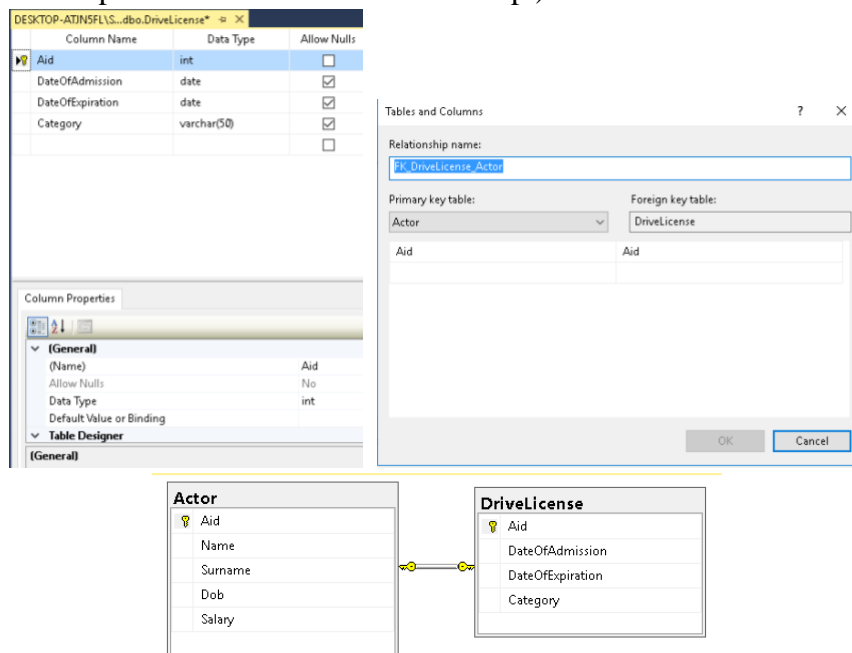 DESKTOP-ATJN5FL\S...dbo.DriveLicense*
Column Name Data Type Allow Nulls
Aid int
DateOfAdmission date
DateOfExpiration date
Category varchar(50)
Column Properties
(General)
(Name) Aid
Allow Nulls No
Data Type int
Default Value or Binding
Table Designer
(General)
Tables and Columns ? X
Relationship name:
FK_DriveLicense_Actor
Primary key table: Foreign key table:
Actor DriveLicense
Aid Aid
OK Cancel
Actor
Aid
Name
Surname
Dob
Salary
DriveLicense
Aid
DateOfAdmission
DateOfExpiration
Category